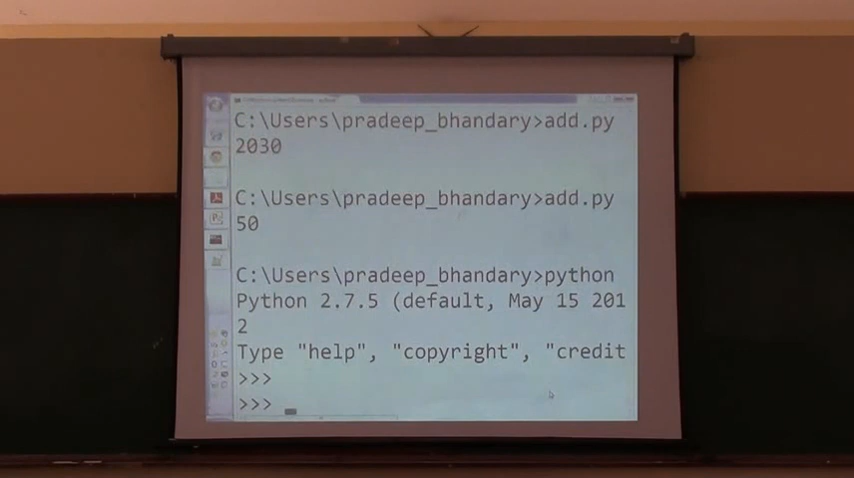 C:\Users\pradeep_bhandary>add.py
2030
C:\Users\pradeep_bhandary>add.py
50
C:\Users\pradeep_bhandary>python
Python 2.7.5 (default, May 15 201
2
Type "help", "copyright", "credit
>>>
>>>